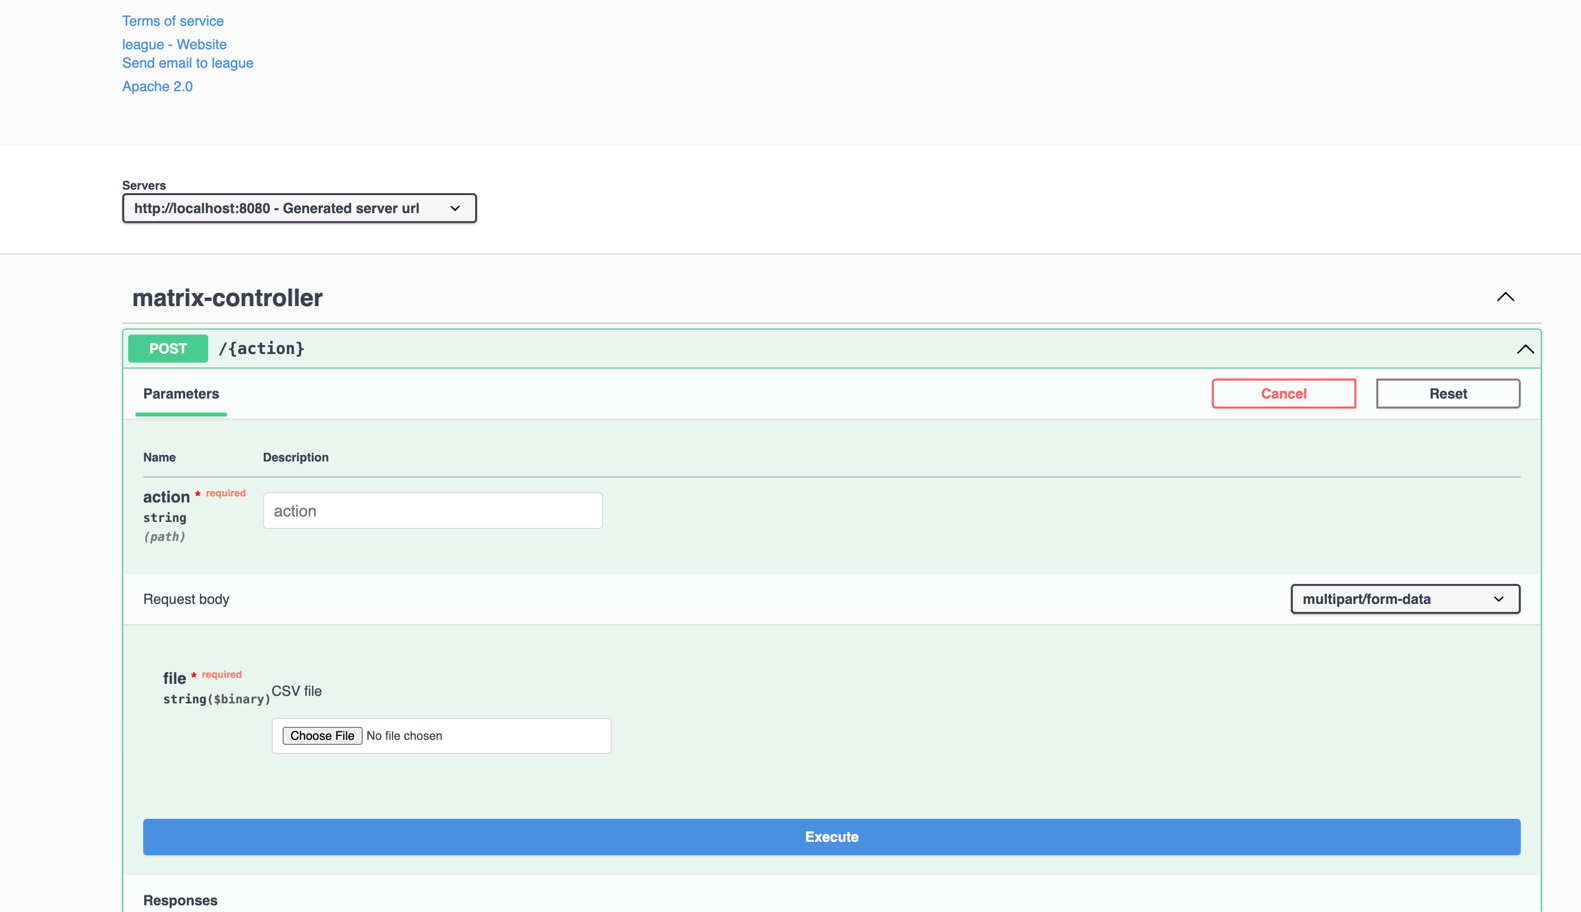 Terms of service
league - Website
Send email to league
Apache 2.0
Servers
http://localhost:8080 - Generated server url
matrix-controller
POST /{action}
Parameters
Cancel
Reset
Name Description
action * required
string
(path)
action
Request body
multipart/form-data
file * required
string($binary)
CSV file
Choose File No file chosen
Execute
Responses